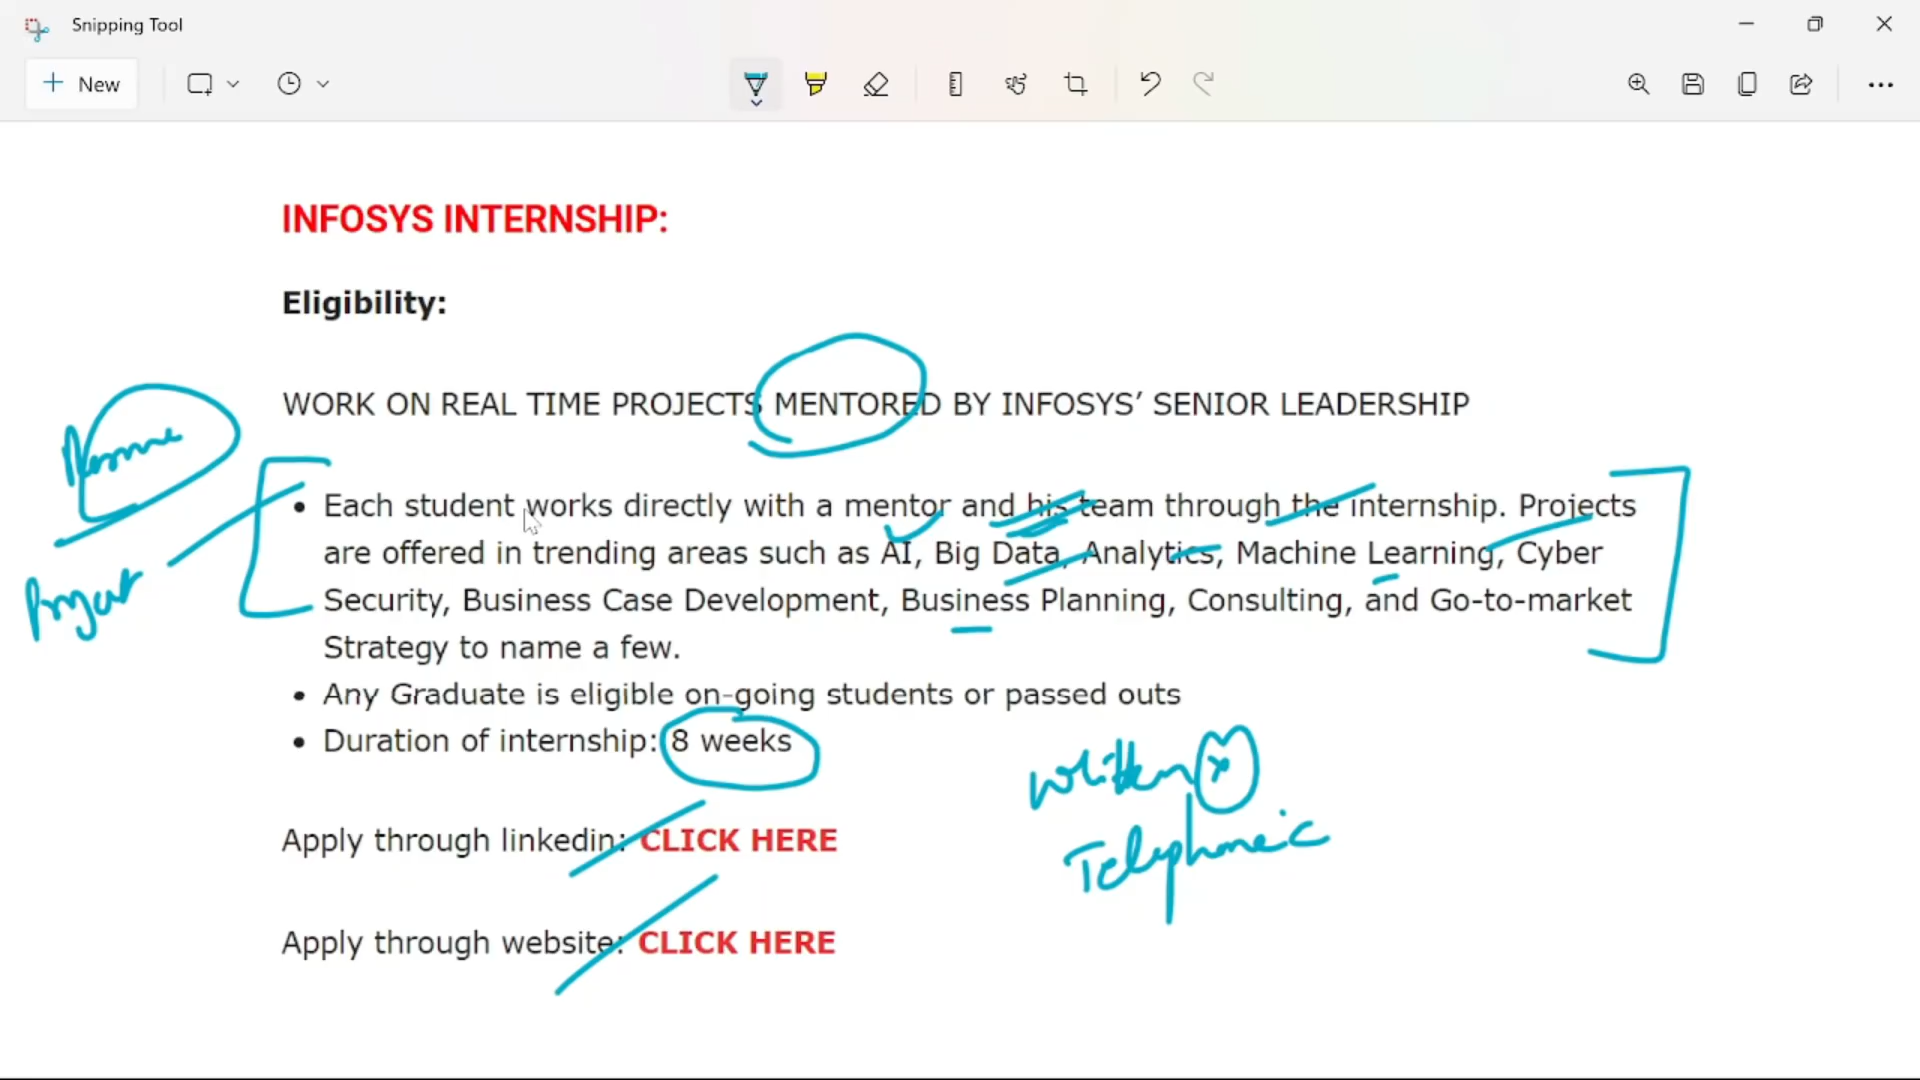 Snipping Tool
New
INFOSYS INTERNSHIP:
Eligibility:
WORK ON REAL TIME PROJECTS MENTORED BY INFOSYS’ SENIOR LEADERSHIP
Resume
Project
• Each student works directly with a mentor and his team through the internship. Projects
are offered in trending areas such as AI, Big Data, Analytics, Machine Learning, Cyber
Security, Business Case Development, Business Planning, Consulting, and Go-to-market
Strategy to name a few.
• Any Graduate is eligible on-going students or passed outs
• Duration of internship: 8 weeks
Written x
Telephonic
Apply through linkedin: CLICK HERE
Apply through website: CLICK HERE